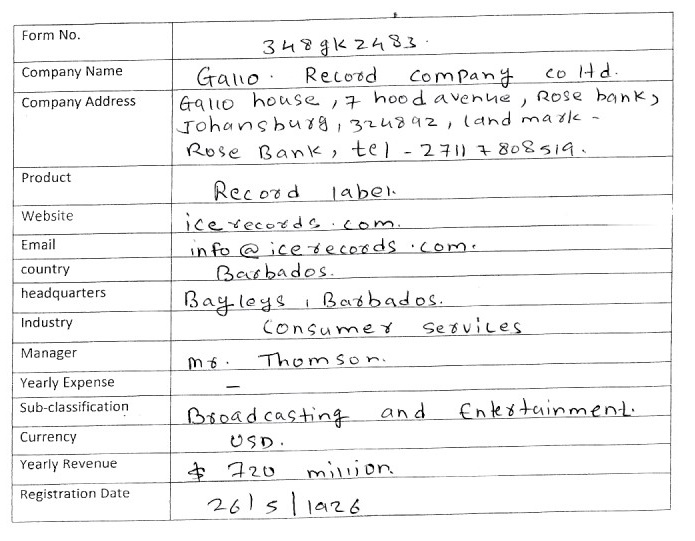 Form No. 348gk2483.
Company Name Gallo. Record company co ltd.
Company Address Gallo house, 7 hood avenue, Rose bank,
Johansburg, 324892, land mark -
Rose Bank, tel - 27117808519.
Product Record label.
Website icerecords.com.
Email info@icerecords.com.
country Barbados.
headquarters Bayleys, Barbados.
Industry Consumer Services
Manager mr. Thomson.
Yearly Expense –
Sub-classification Broadcasting and Entertainment.
Currency USD.
Yearly Revenue $ 720 million
Registration Date 26/5/1926